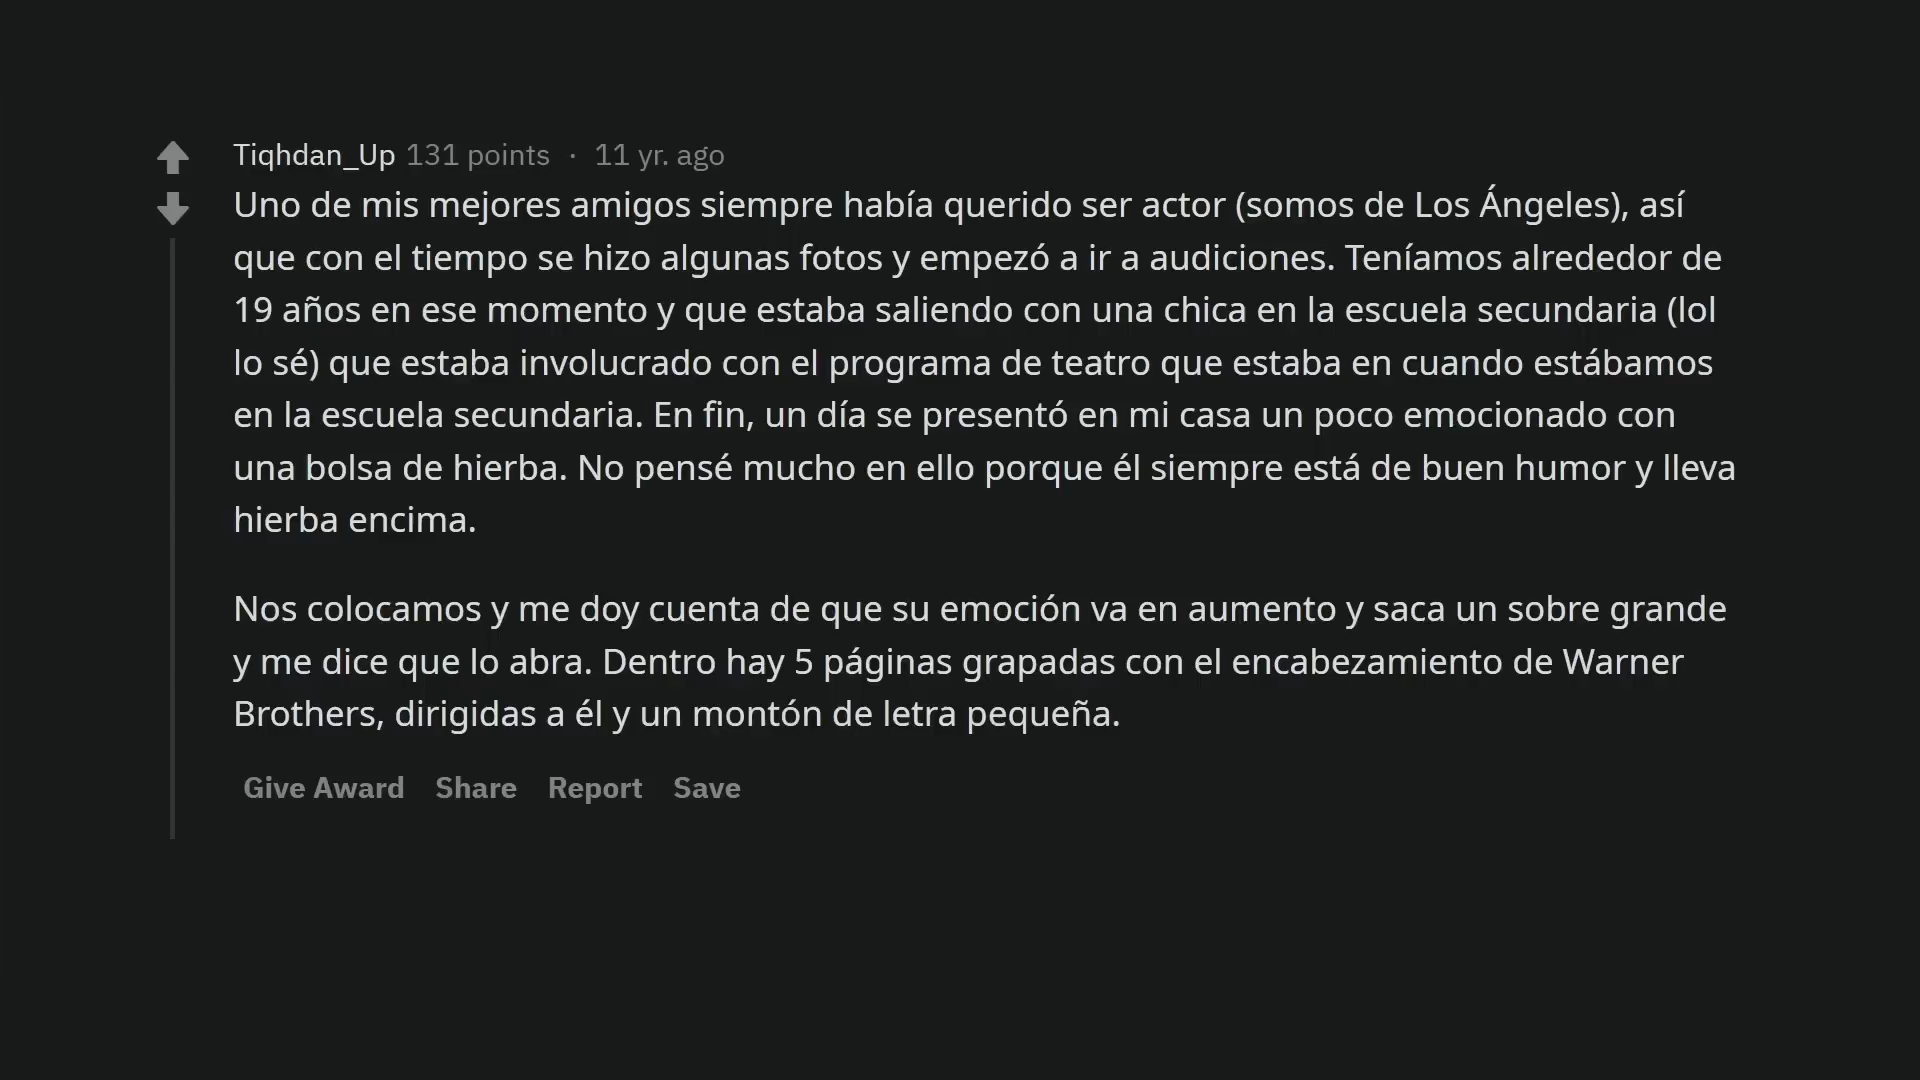 Tiqhdan_Up 131 points · 11 yr. ago
Uno de mis mejores amigos siempre había querido ser actor (somos de Los Ángeles), así
que con el tiempo se hizo algunas fotos y empezó a ir a audiciones. Teníamos alrededor de
19 años en ese momento y que estaba saliendo con una chica en la escuela secundaria (lol
lo sé) que estaba involucrado con el programa de teatro que estaba en cuando estábamos
en la escuela secundaria. En fin, un día se presentó en mi casa un poco emocionado con
una bolsa de hierba. No pensé mucho en ello porque él siempre está de buen humor y lleva
hierba encima.
Nos colocamos y me doy cuenta de que su emoción va en aumento y saca un sobre grande
y me dice que lo abra. Dentro hay 5 páginas grapadas con el encabezamiento de Warner
Brothers, dirigidas a él y un montón de letra pequeña.
Give Award Share Report Save